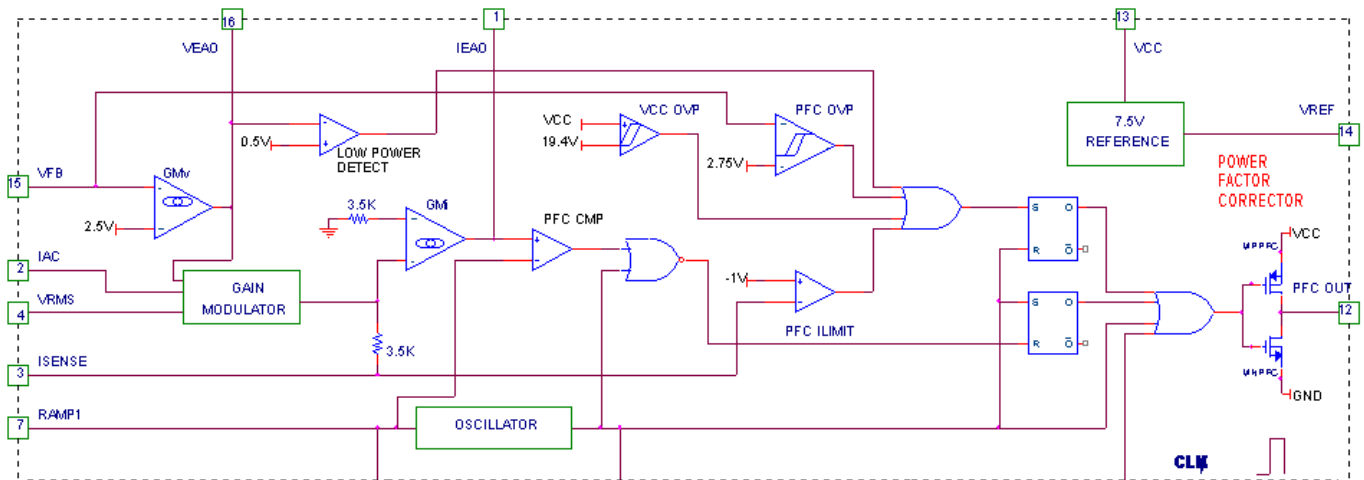 16
1
13
VEAO
IEAO
VCC
VCC OVP
PFC OVP
VCC
19.4V
7.5V
REFERENCE
VREF
14
0.5V
LOW POWER
DETECT
2.75V
POWER
FACTOR
CORRECTOR
15
VFB
GMv
2.5V
3.5K
GMi
PFC CMP
S
Q
R
Q
VCC
MPPFC
2
IAC
GAIN
MODULATOR
-1V
PFC OUT
12
4
VRMS
3.5K
PFC ILIMIT
S
Q
R
Q
MNPFC
3
ISENSE
GND
7
RAMP1
OSCILLATOR
CLK